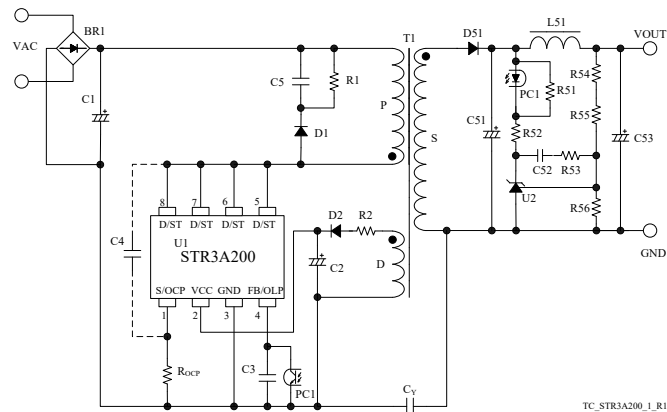 BR1
VAC
C1
C5
R1
D1
P
T1
S
D51
L51
VOUT
PC1
R51
R54
R55
C51
R52
C53
C52
R53
U2
R56
GND
C4
8
7
6
5
D/ST
D/ST
D/ST
D/ST
U1
STR3A200
S/OCP
VCC
GND
FB/OLP
1
2
3
4
D2
R2
C2
D
ROCP
C3
PC1
CY
TC_STR3A200_1_R1